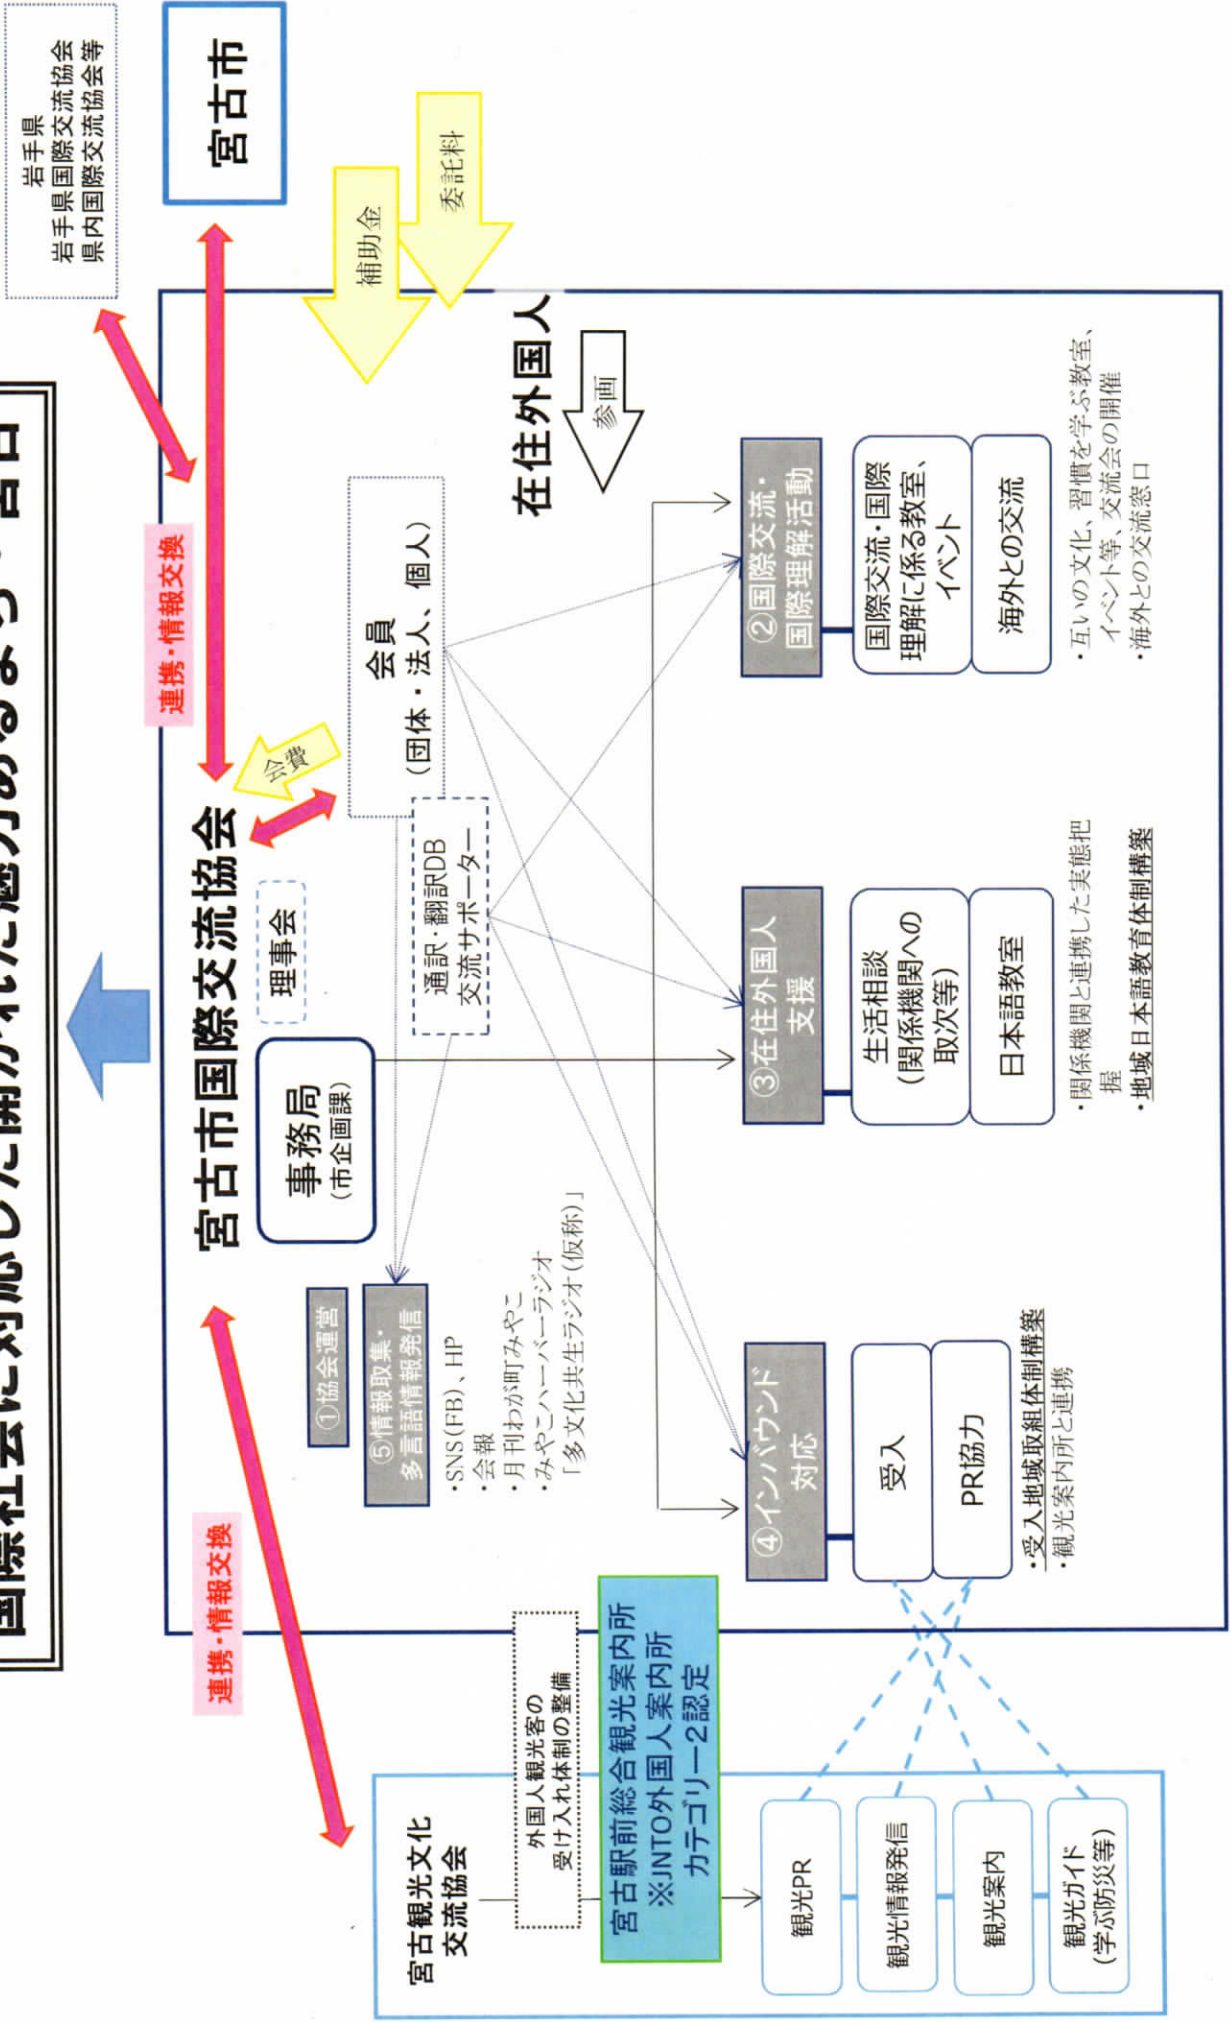 国際社会に対応した開かれた魅力あるまち・宮古
岩手県
岩手県国際交流協会
県内国際交流協会等
宮古市
連携・情報交換
連携・情報交換
宮古市国際交流協会
理事会
事務局
(市企画課)
会費
補助金
委託料
会員
(団体・法人、個人)
通訳・翻訳DB
交流サポーター
在住外国人
参画
①協会運営
⑤情報収集・
多言語情報発信
・SNS(FB)、HP
・会報
・月刊わが町みやこ
・みやこハーバーラジオ
「多文化共生ラジオ(仮称)」
④インバウンド
対応
受入
PR協力
・受入地域取組体制構築
・観光案内所と連携
③在住外国人
支援
生活相談
(関係機関への
取次等)
日本語教室
・関係機関と連携した実態把
握
・地域日本語教育体制構築
②国際交流・
国際理解活動
国際交流・国際
理解に係る教室、
イベント
海外との交流
・互いの文化、習慣を学ぶ教室、
イベント等、交流会の開催
・海外との交流窓口
宮古観光文化
交流協会
外国人観光客の
受け入れ体制の整備
宮古駅前総合観光案内所
※JNTO外国人案内所
カテゴリー2認定
観光PR
観光情報発信
観光案内
観光ガイド
(学ぶ防災等)